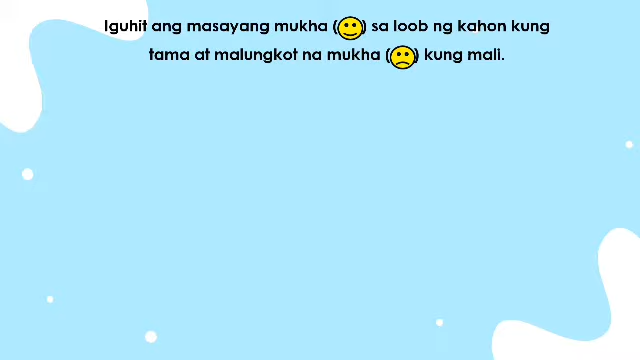 Iguhit ang masayang mukha (🙂) sa loob ng kahon kung
tama at malungkot na mukha (☹) kung mali.